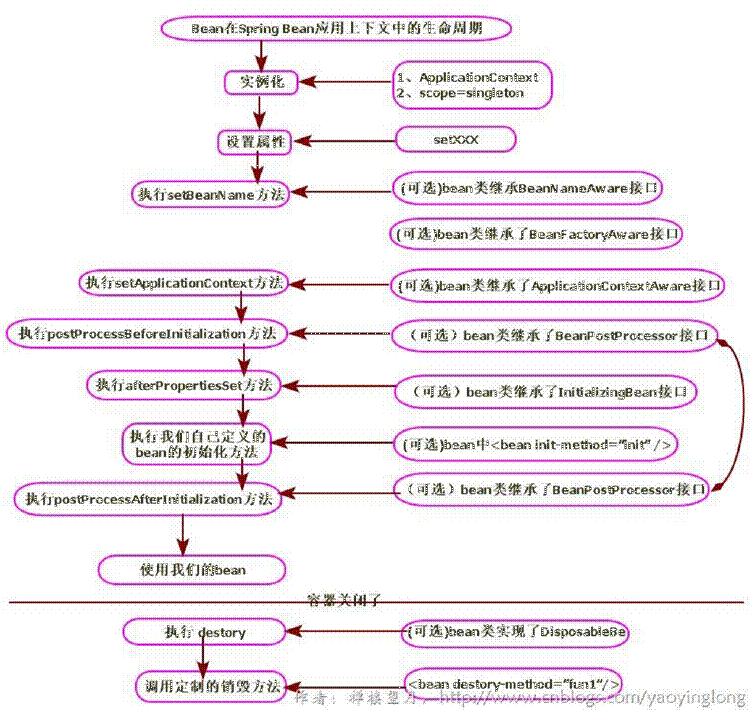 Bean在Spring Bean应用上下文中的生命周期
实例化
1、ApplicationContext
2、scope=singleton
设置属性
setXXX
执行setBeanName方法
(可选)bean类继承BeanNameAware接口
(可选)bean类继承了BeanFactoryAware接口
执行setApplicationContext方法
(可选)bean类继承了ApplicationContextAware接口
执行postProcessBeforeInitialization方法
（可选）bean类继承了BeanPostProcessor接口
执行afterPropertiesSet方法
（可选）bean类继承了InitializingBean接口
执行我们自己定义的
bean的初始化方法
(可选)bean中<bean init-method="init"/>
执行postProcessAfterInitialization方法
（可选）bean类继承了BeanPostProcessor接口
使用我们的bean
容器关闭了
执行 destory
(可选)bean类实现了DisposableBe
调用定制的销毁方法
<bean destory-method="fun1"/>
作者：禅楼望月，http://www.cnblogs.com/yaoyinglong